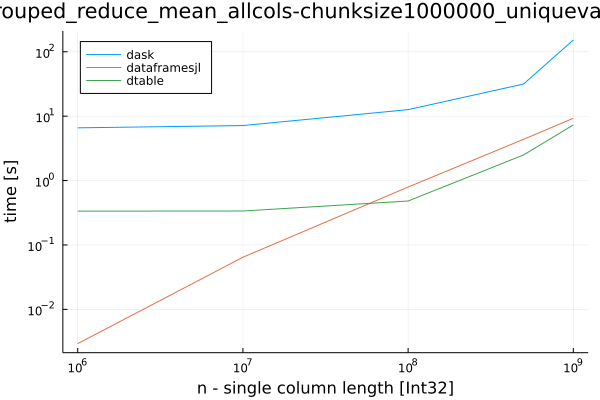 rouped_reduce_mean_allcols-chunksize1000000_uniqueva
dask
dataframesjl
dtable
10²
10¹
10⁰
10⁻¹
10⁻²
time [s]
10⁶ 10⁷ 10⁸ 10⁹
n - single column length [Int32]